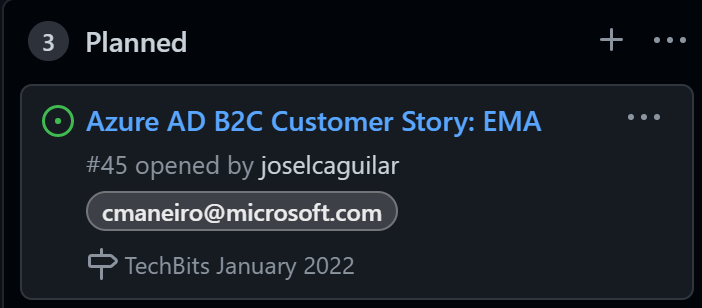 3 Planned
Azure AD B2C Customer Story: EMA
#45 opened by joselcaguilar
cmaneiro@microsoft.com
TechBits January 2022